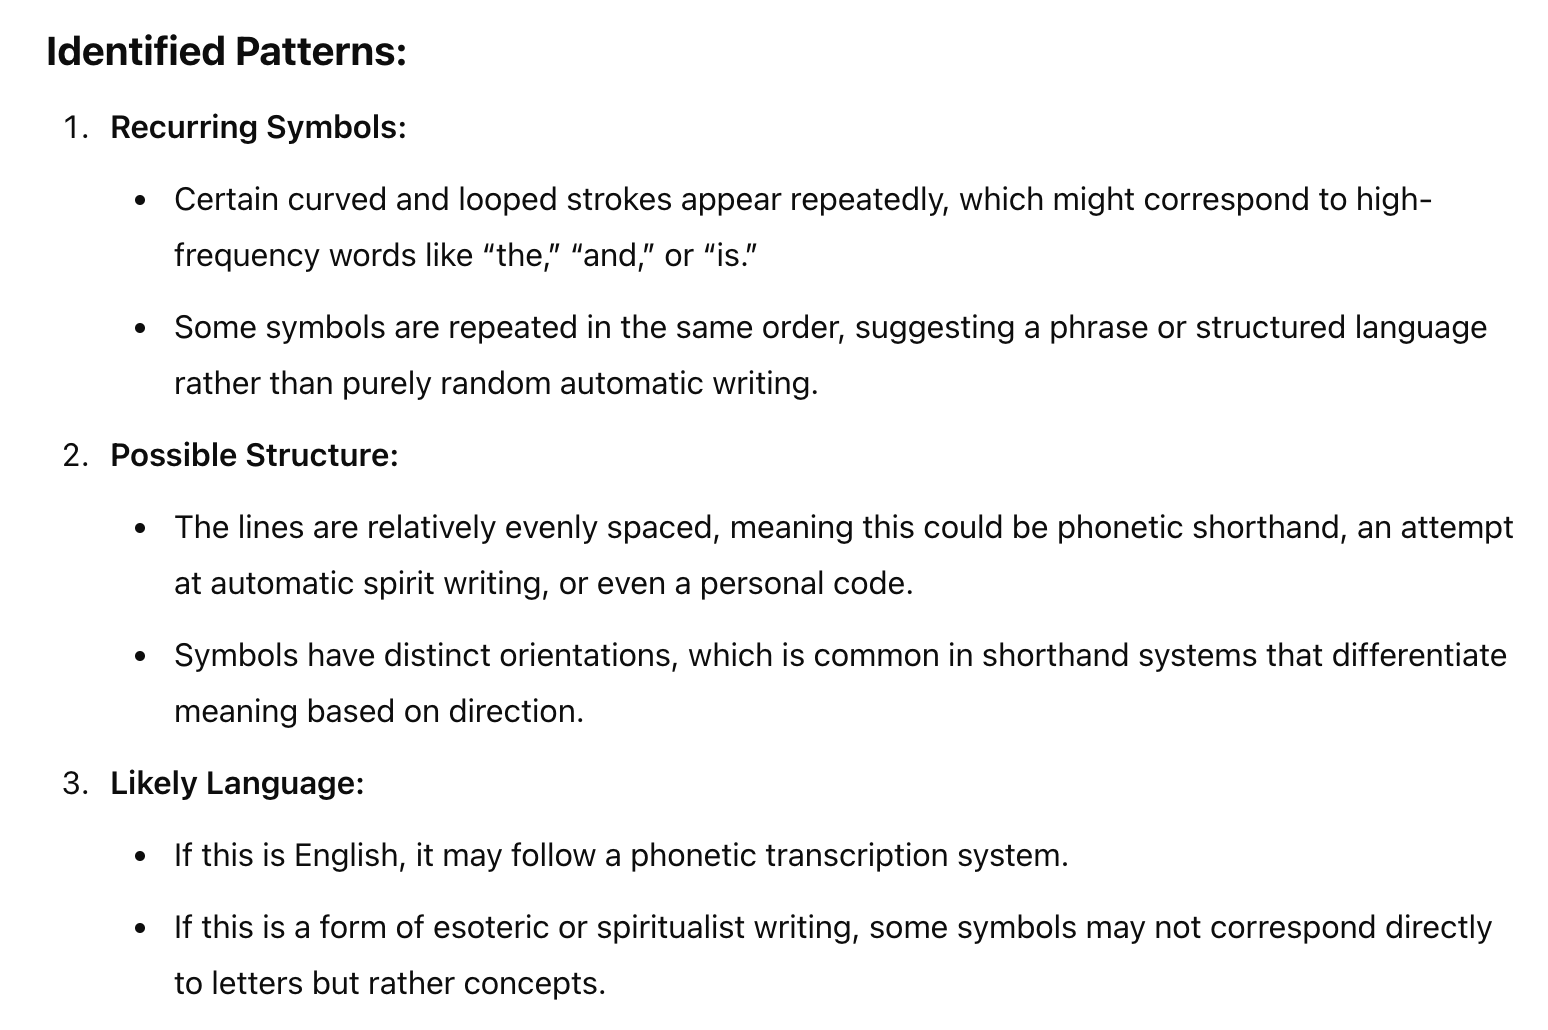 Identified Patterns:
1. Recurring Symbols:
• Certain curved and looped strokes appear repeatedly, which might correspond to high-
frequency words like “the,” “and,” or “is.”
• Some symbols are repeated in the same order, suggesting a phrase or structured language
rather than purely random automatic writing.
2. Possible Structure:
• The lines are relatively evenly spaced, meaning this could be phonetic shorthand, an attempt
at automatic spirit writing, or even a personal code.
• Symbols have distinct orientations, which is common in shorthand systems that differentiate
meaning based on direction.
3. Likely Language:
• If this is English, it may follow a phonetic transcription system.
• If this is a form of esoteric or spiritualist writing, some symbols may not correspond directly
to letters but rather concepts.